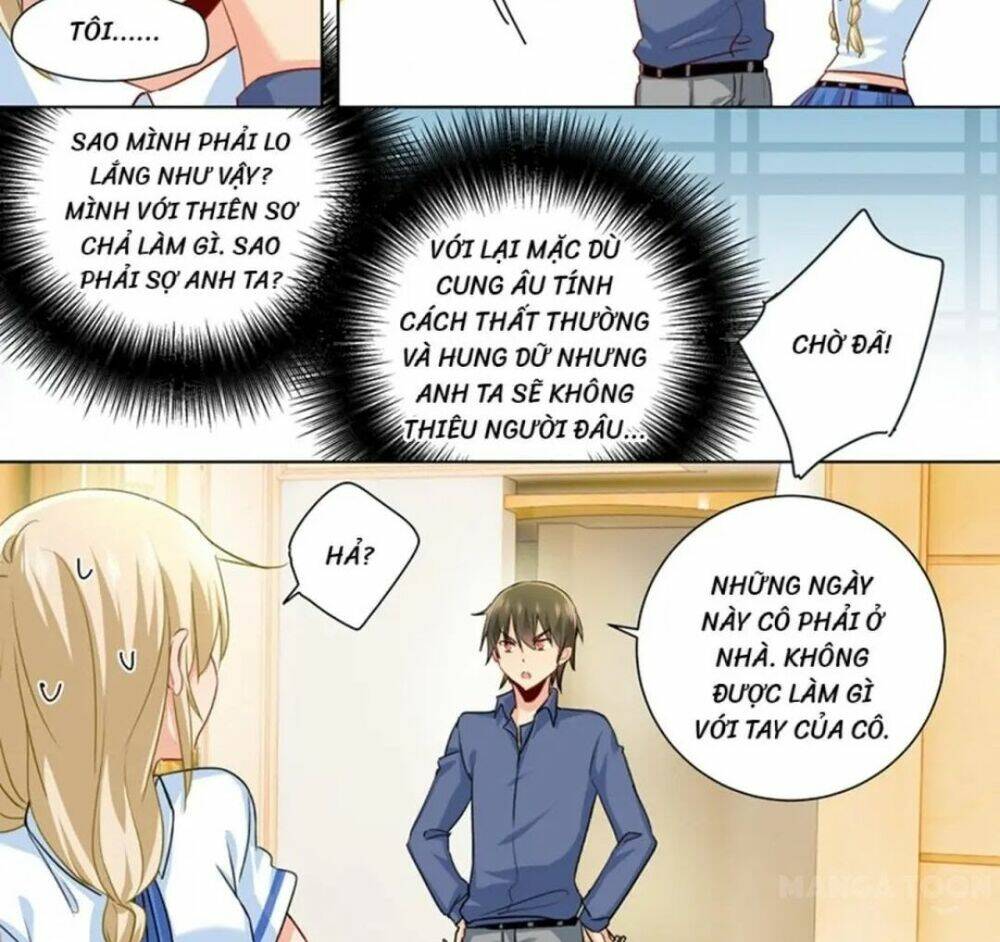 TÔI......
SAO MÌNH PHẢI LO
LẮNG NHƯ VẬY?
MÌNH VỚI THIÊN SƠ
CHẢ LÀM GÌ. SAO
PHẢI SỢ ANH TA?
VỚI LẠI MẶC DÙ
CUNG ÂU TÍNH
CÁCH THẤT THƯỜNG
VÀ HUNG DỮ NHƯNG
ANH TA SẼ KHÔNG
THIÊU NGƯỜI ĐÂU...
CHỜ ĐÃ!
HẢ?
NHỮNG NGÀY
NÀY CÔ PHẢI Ở
NHÀ. KHÔNG
ĐƯỢC LÀM GÌ
VỚI TAY CỦA CÔ.
MANGATOON